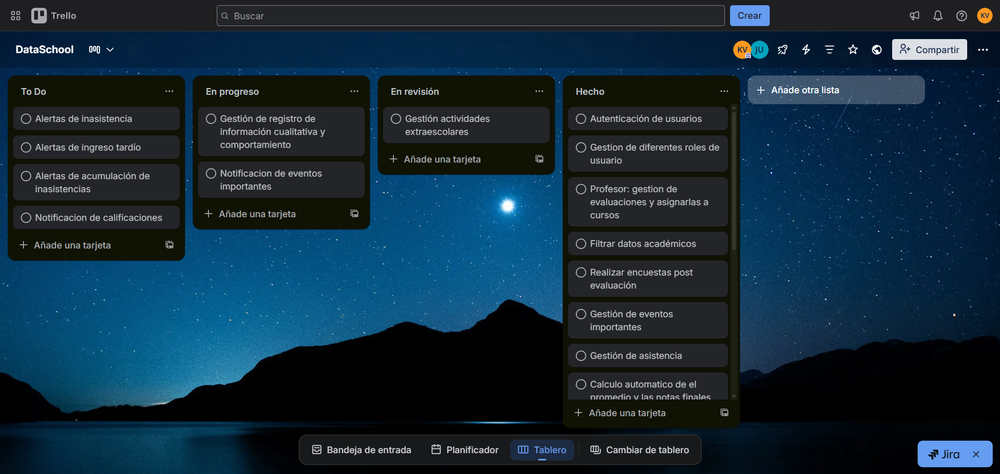 Trello
Buscar
Crear
KV
DataSchool
KV
JU
Compartir
To Do
Alertas de inasistencia
Alertas de ingreso tardío
Alertas de acumulación de
inasistencias
Notificacion de calificaciones
Añade una tarjeta
En progreso
Gestión de registro de
información cualitativa y
comportamiento
Notificacion de eventos
importantes
Añade una tarjeta
En revisión
Gestión actividades
extraescolares
Añade una tarjeta
Hecho
Autenticación de usuarios
Gestion de diferentes roles de
usuario
Profesor: gestion de
evaluaciones y asignarlas a
cursos
Filtrar datos académicos
Realizar encuestas post
evaluación
Gestión de eventos
importantes
Gestión de asistencia
Calculo automatico de el
promedio y las notas finales
Añade una tarjeta
Añade otra lista
Bandeja de entrada
Planificador
Tablero
Cambiar de tablero
Jira